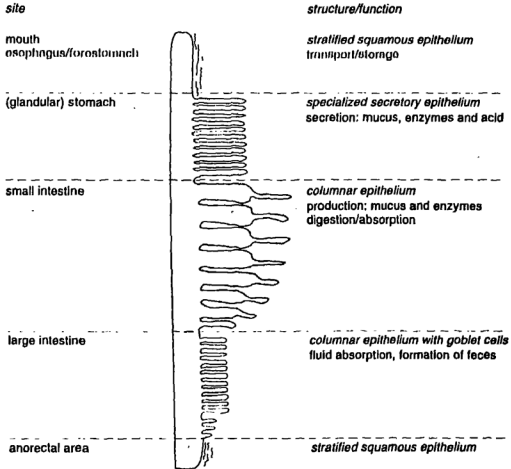 site structure/function
mouth stratified squamous epithelium
transport/storage
(glandular) stomach specialized secretory epithelium
secretion: mucus, enzymes and acid
small intestine columnar epithelium
production: mucus and enzymes
digestion/absorption
large intestine columnar epithelium with goblet cells
fluid absorption, formation of feces
anorectal area stratified squamous epithelium